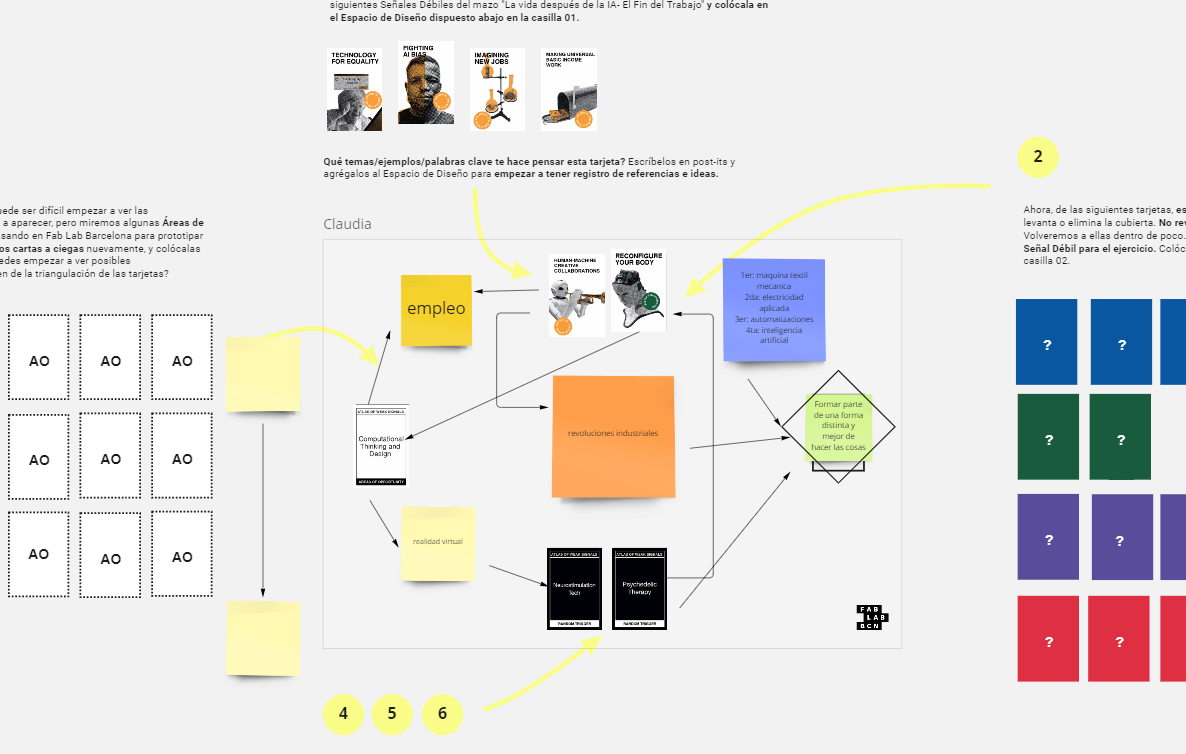 siguientes Señales Débiles del mazo "La vida después de la IA- El Fin del Trabajo" y colócala en
el Espacio de Diseño dispuesto abajo en la casilla 01.
TECHNOLOGY
FOR EQUALITY
FIGHTING
AI BIAS
IMAGINING
NEW JOBS
MAKING UNIVERSAL
BASIC INCOME
WORK
Qué temas/ejemplos/palabras clave te hace pensar esta tarjeta? Escríbelos en post-its y
agrégalos al Espacio de Diseño para empezar a tener registro de referencias e ideas.
2
uede ser difícil empezar a ver las
a aparecer, pero miremos algunas Áreas de
sando en Fab Lab Barcelona para prototipar
os cartas a ciegas nuevamente, y colócalas
edes empezar a ver posibles
en de la triangulación de las tarjetas?
AO
AO
AO
AO
AO
AO
AO
AO
AO
Claudia
empleo
HUMAN-MACHINE
CREATIVE
COLLABORATIONS
RECONFIGURE
YOUR BODY
1er: maquina textil
mecanica
2da: electricidad
aplicada
3er: automatizaciones
4ta: inteligencia
artificial
ATLAS OF WEAK SIGNALS
Computational
Thinking and
Design
AREAS OF OPPORTUNITY
revoluciones industriales
Formar parte
de una forma
distinta y
mejor de
hacer las cosas
realidad virtual
ATLAS OF WEAK SIGNALS
Neurostimulation
Tech
RANDOM TRIGGER
ATLAS OF WEAK SIGNALS
Psychedelic
Therapy
RANDOM TRIGGER
FAB
LAB
BCN
4
5
6
Ahora, de las siguientes tarjetas, es
levanta o elimina la cubierta. No rev
Volveremos a ellas dentro de poco.
Señal Débil para el ejercicio. Colóc
casilla 02.
?
?
?
?
?
?
?
?